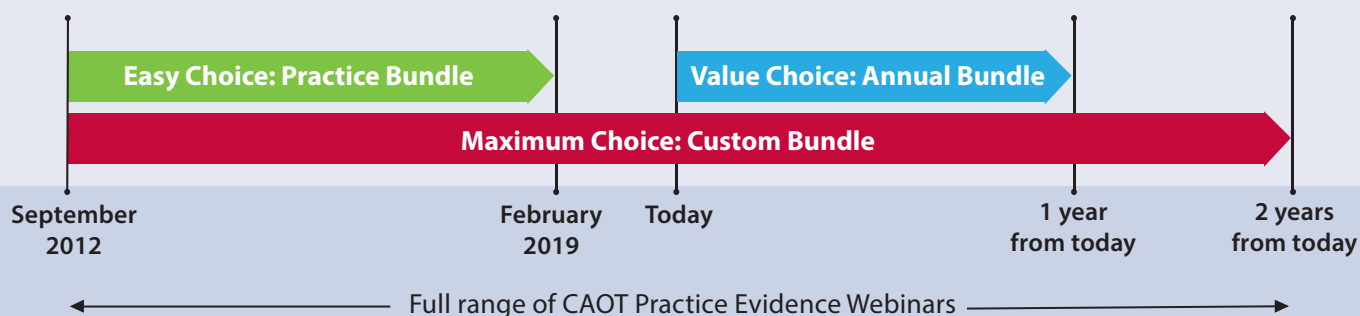 Easy Choice: Practice Bundle
Value Choice: Annual Bundle
Maximum Choice: Custom Bundle
September
2012
February
2019
Today
1 year
from today
2 years
from today
Full range of CAOT Practice Evidence Webinars